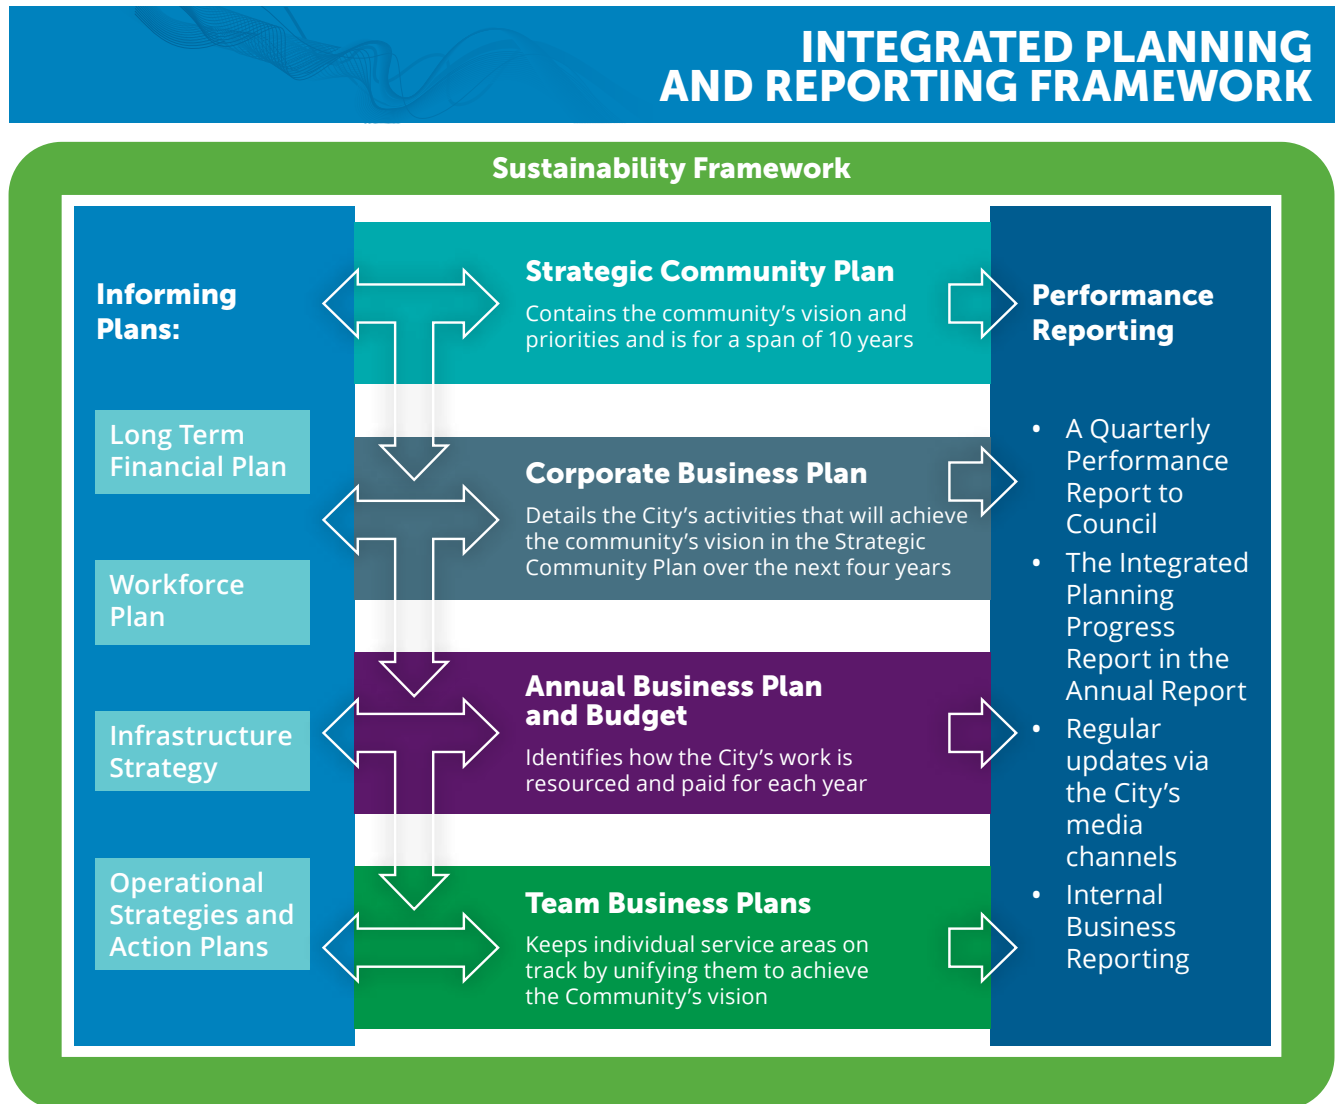 INTEGRATED PLANNING
AND REPORTING FRAMEWORK
Sustainability Framework
Informing
Plans:
Long Term
Financial Plan
Workforce
Plan
Infrastructure
Strategy
Operational
Strategies and
Action Plans
Strategic Community Plan
Contains the community’s vision and
priorities and is for a span of 10 years
Corporate Business Plan
Details the City’s activities that will achieve
the community’s vision in the Strategic
Community Plan over the next four years
Annual Business Plan
and Budget
Identifies how the City’s work is
resourced and paid for each year
Team Business Plans
Keeps individual service areas on
track by unifying them to achieve
the Community’s vision
Performance
Reporting
• A Quarterly
Performance
Report to
Council
• The Integrated
Planning
Progress
Report in the
Annual Report
• Regular
updates via
the City’s
media
channels
• Internal
Business
Reporting